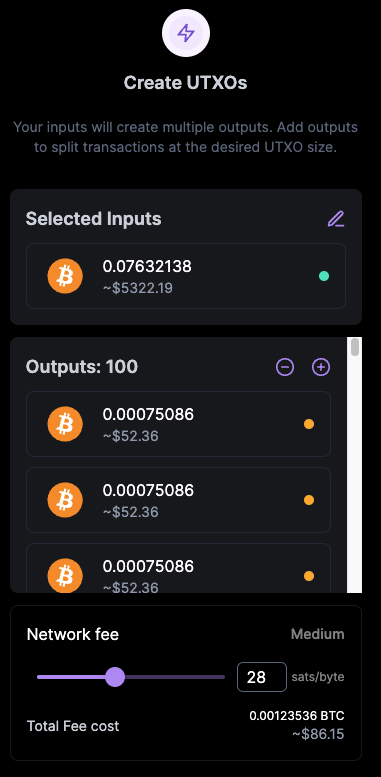 Create UTXOs
Your inputs will create multiple outputs. Add outputs
to split transactions at the desired UTXO size.
Selected Inputs
0.07632138
~$5322.19
Outputs: 100
0.00075086
~$52.36
0.00075086
~$52.36
0.00075086
~$52.36
Network fee
Medium
28
sats/byte
Total Fee cost
0.00123536 BTC
~$86.15